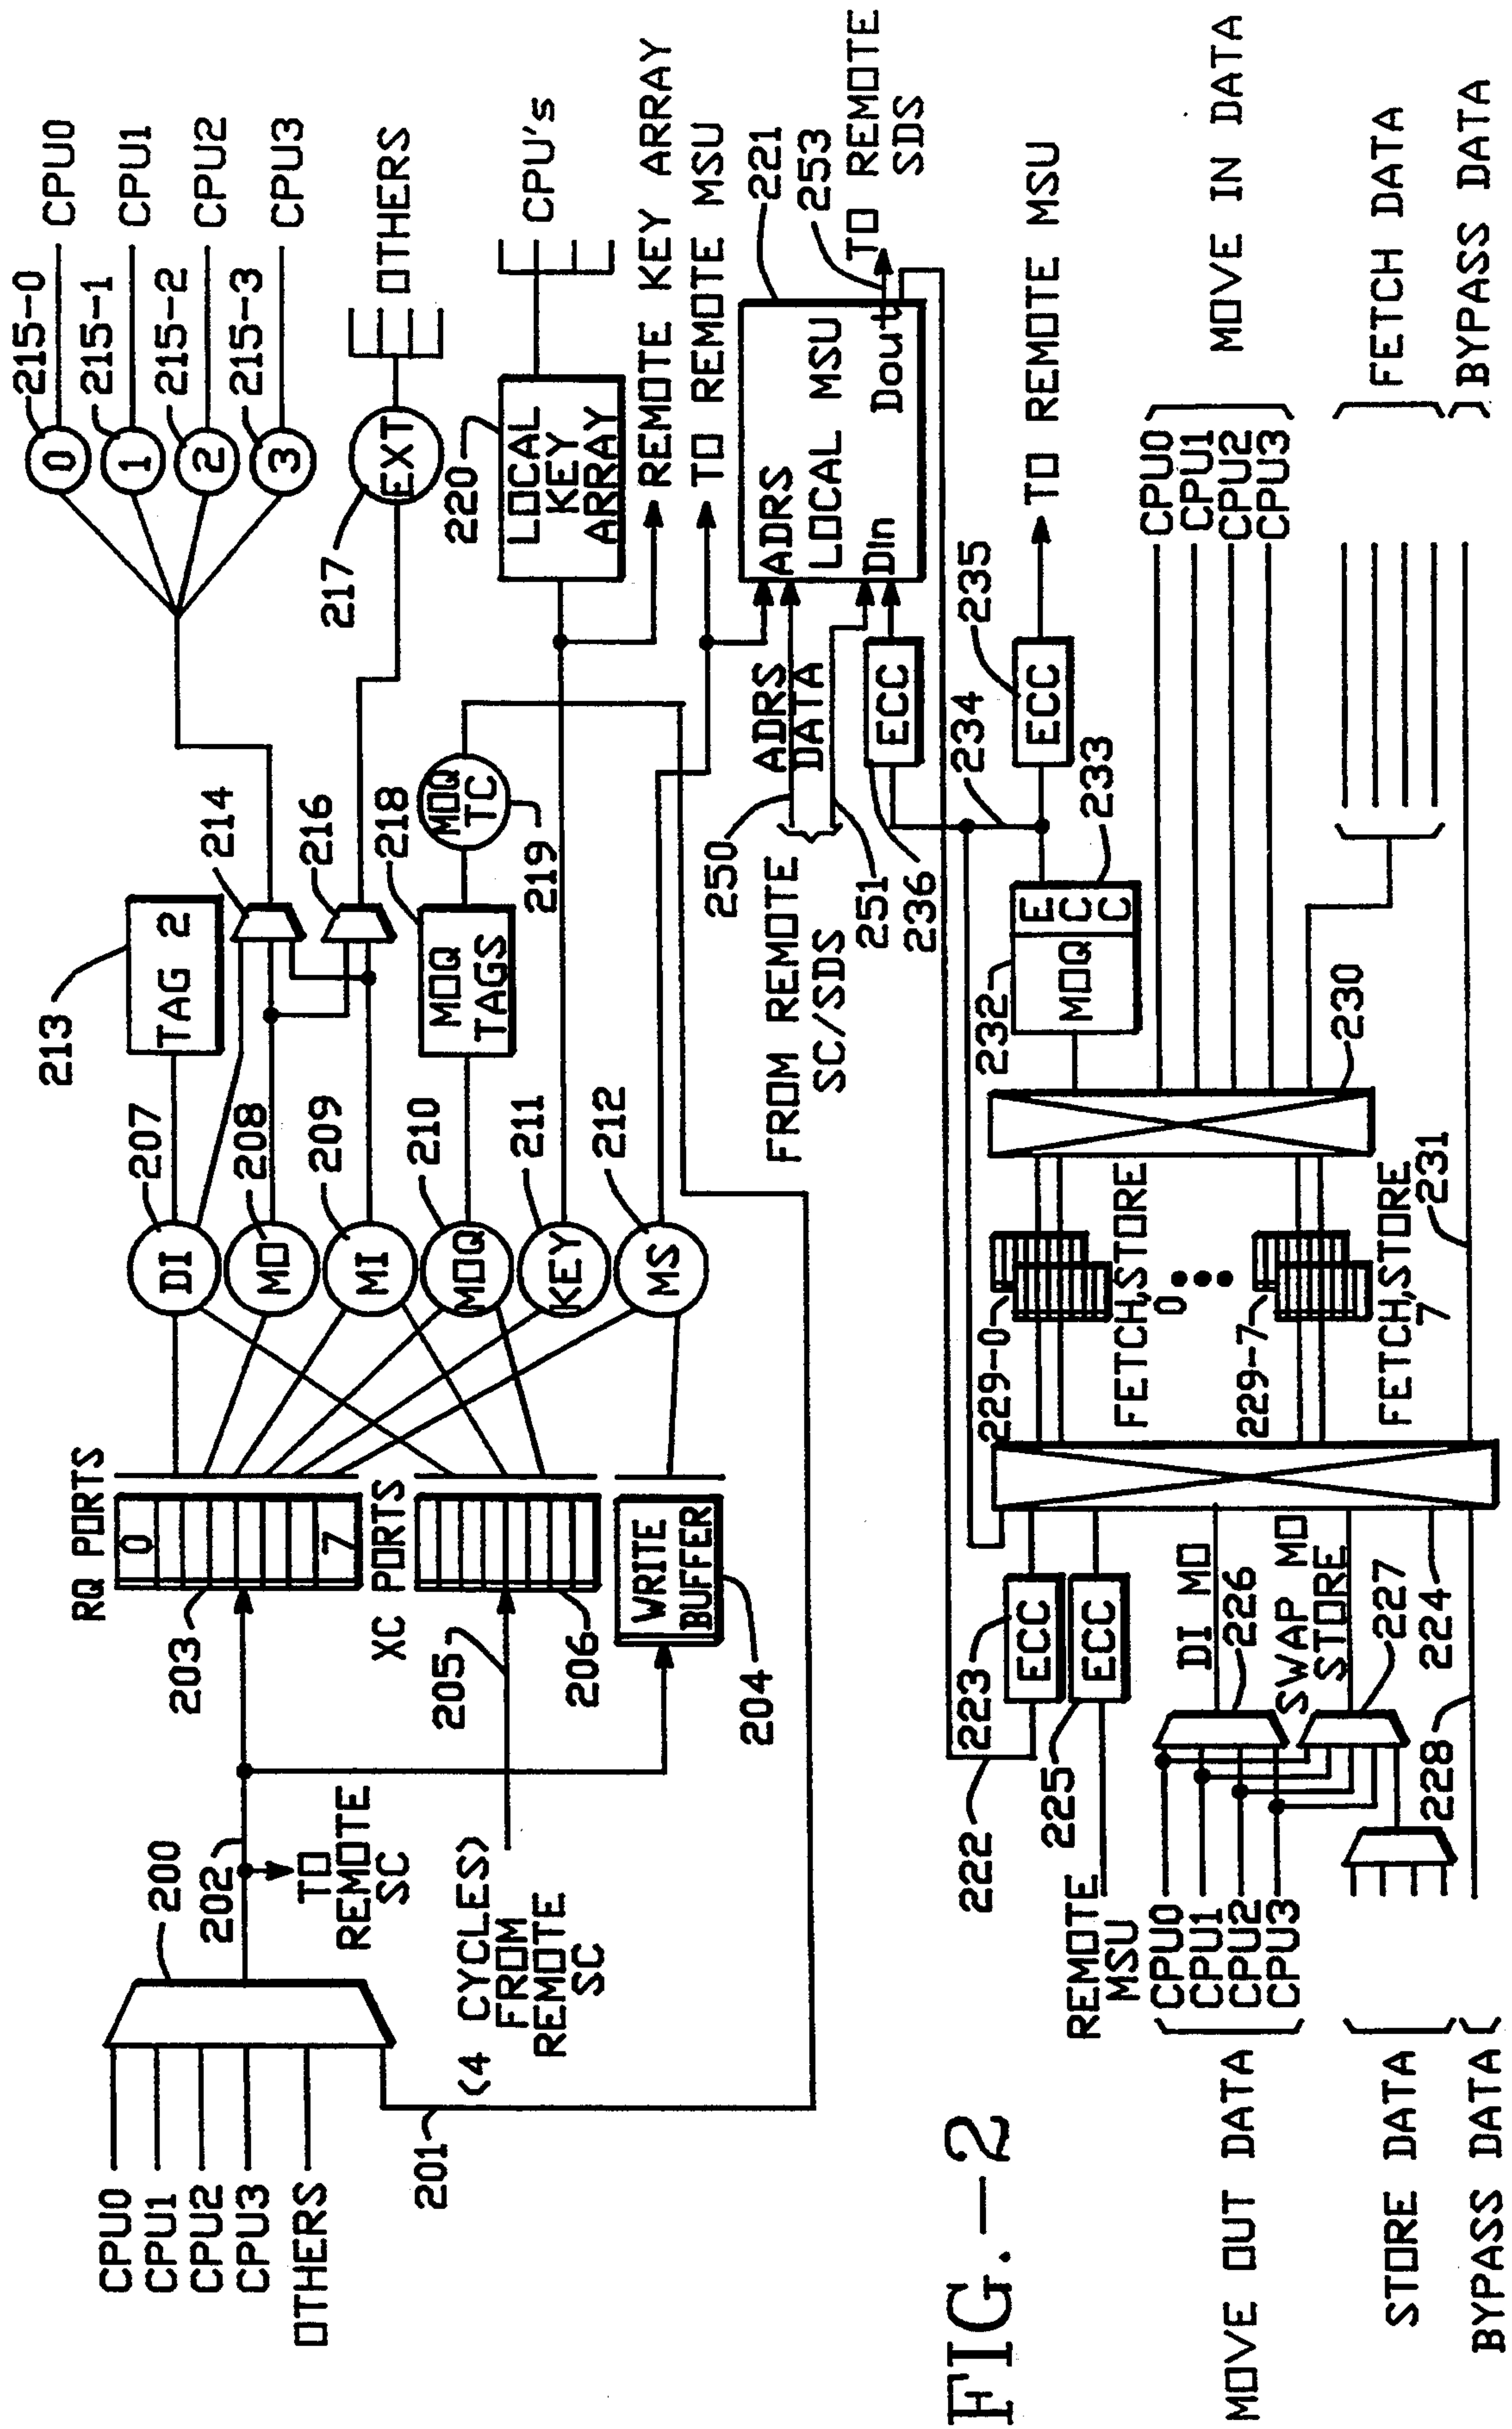 CPU0
CPU1
CPU2
CPU3
OTHERS
201
200
202
TO
REMOTE
SC
(4 CYCLES)
FROM
REMOTE
SC
205
RQ PORTS
0
7
203
XC PORTS
206
WRITE
BUFFER
204
DI
207
MO
208
MI
209
MOQ
210
KEY
211
MS
212
213
TAG 2
214
216
MOQ
TAGS
218
MOQ
TC
219
0
215-0
CPU0
1
215-1
CPU1
2
215-2
CPU2
3
215-3
CPU3
217
EXT
OTHERS
220
LOCAL
KEY
ARRAY
CPU's
REMOTE KEY ARRAY
TO REMOTE MSU
FROM REMOTE
SC/SDS
250
ADRS
DATA
251
236
ECC
ADRS
LOCAL MSU
DIn
Dout
221
253
TO REMOTE
SDS
FIG.-2
222
223
ECC
225
ECC
REMOTE
MSU
CPU0
CPU1
CPU2
CPU3
MOVE OUT DATA
STORE DATA
BYPASS DATA
DI MO
226
SWAP MO
STORE
227
224
228
229-0
FETCH,STORE
0
229-7
FETCH,STORE
7
231
230
232
MOQ
ECC
233
234
235
ECC
TO REMOTE MSU
CPU0
CPU1
CPU2
CPU3
MOVE IN DATA
FETCH DATA
BYPASS DATA